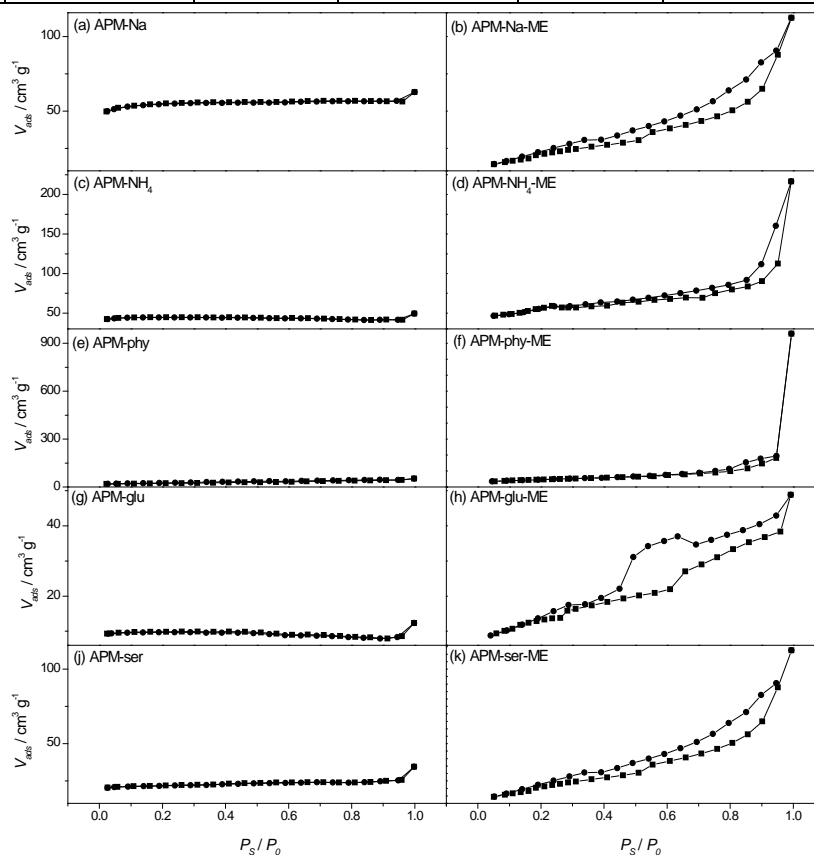 (a) APM-Na
(b) APM-Na-ME
100
50
V_ads / cm³ g⁻¹
(c) APM-NH₄
(d) APM-NH₄-ME
200
150
100
50
V_ads / cm³ g⁻¹
(e) APM-phy
(f) APM-phy-ME
900
600
300
0
V_ads / cm³ g⁻¹
(g) APM-glu
(h) APM-glu-ME
40
20
V_ads / cm³ g⁻¹
(j) APM-ser
(k) APM-ser-ME
100
50
V_ads / cm³ g⁻¹
0.0 0.2 0.4 0.6 0.8 1.0
0.0 0.2 0.4 0.6 0.8 1.0
P_S / P_0
P_S / P_0